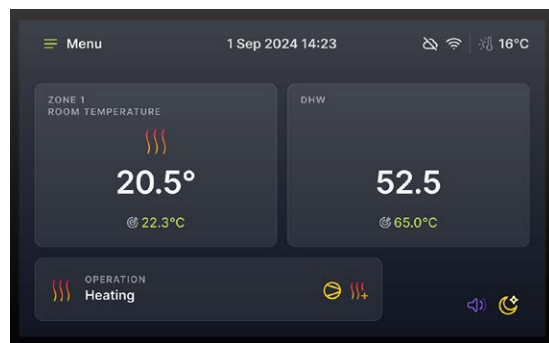 Menu
1 Sep 2024 14:23
16°C
ZONE 1
ROOM TEMPERATURE
20.5°
22.3°C
DHW
52.5
65.0°C
OPERATION
Heating